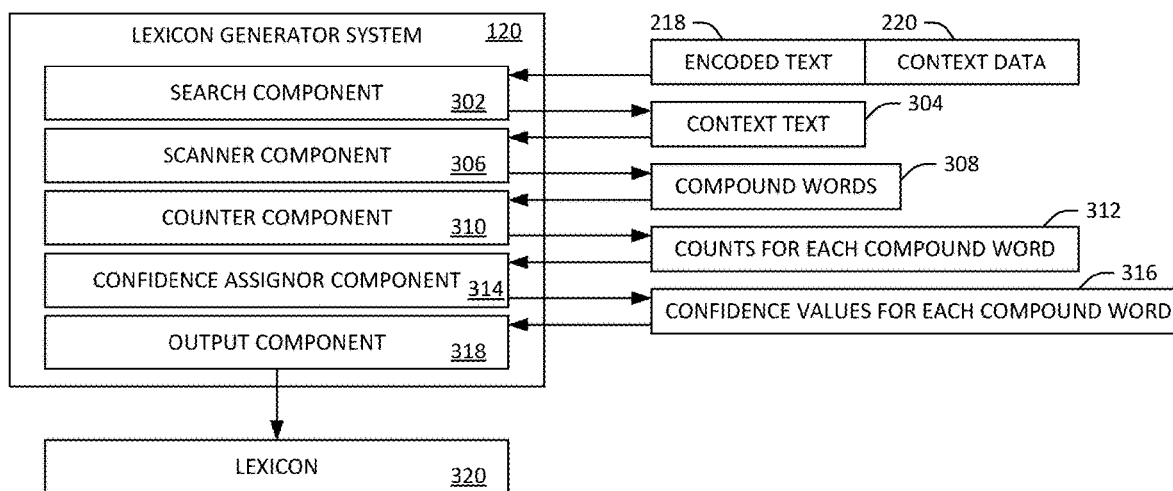 LEXICON GENERATOR SYSTEM 120
218 220
ENCODED TEXT CONTEXT DATA
SEARCH COMPONENT 302
304
CONTEXT TEXT
SCANNER COMPONENT 306
308
COMPOUND WORDS
COUNTER COMPONENT 310
312
COUNTS FOR EACH COMPOUND WORD
CONFIDENCE ASSIGNOR COMPONENT 314
316
CONFIDENCE VALUES FOR EACH COMPOUND WORD
OUTPUT COMPONENT 318
LEXICON 320